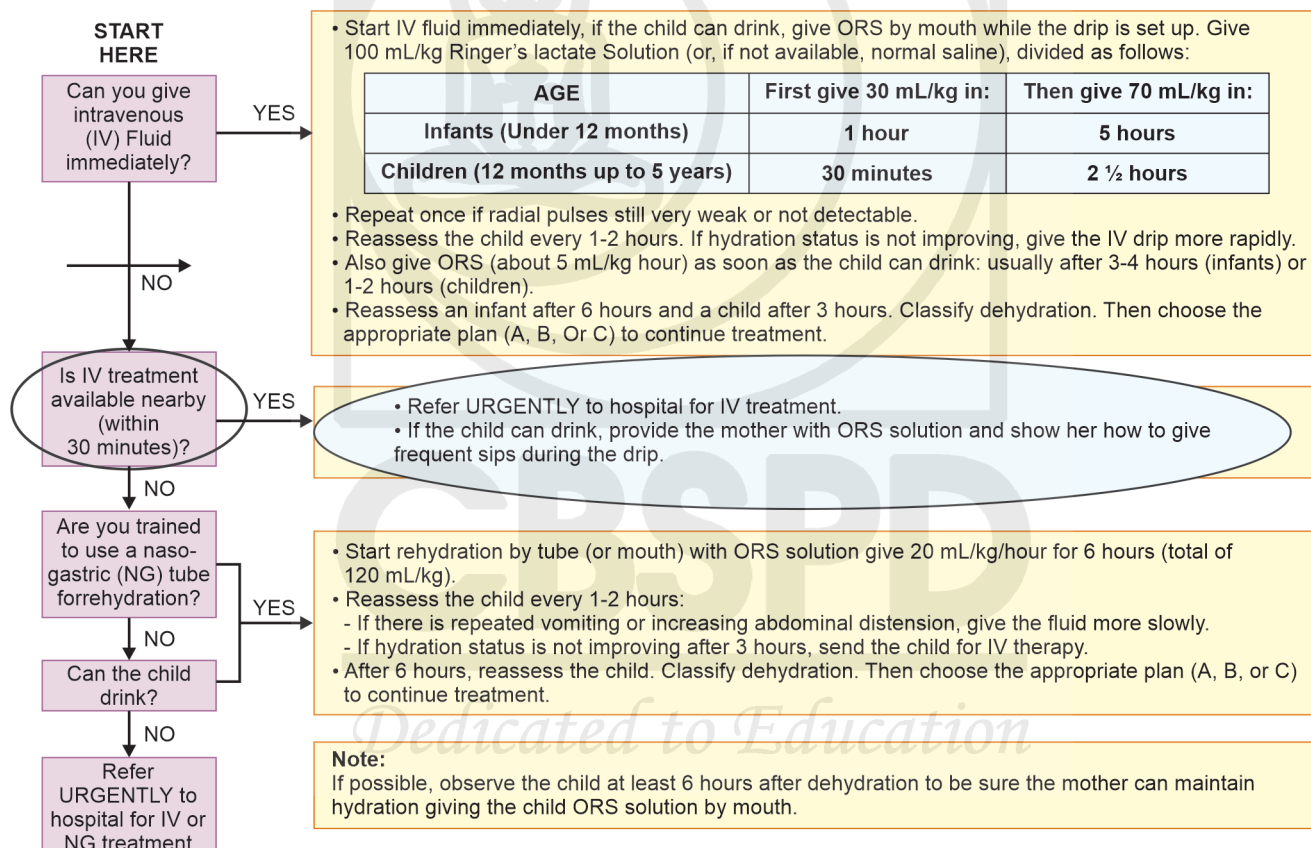 START
HERE
Can you give
intravenous
(IV) Fluid
immediately?
YES
• Start IV fluid immediately, if the child can drink, give ORS by mouth while the drip is set up. Give
100 mL/kg Ringer's lactate Solution (or, if not available, normal saline), divided as follows:
AGE First give 30 mL/kg in: Then give 70 mL/kg in:
Infants (Under 12 months) 1 hour 5 hours
Children (12 months up to 5 years) 30 minutes 2 ½ hours
• Repeat once if radial pulses still very weak or not detectable.
• Reassess the child every 1-2 hours. If hydration status is not improving, give the IV drip more rapidly.
• Also give ORS (about 5 mL/kg hour) as soon as the child can drink: usually after 3-4 hours (infants) or
1-2 hours (children).
• Reassess an infant after 6 hours and a child after 3 hours. Classify dehydration. Then choose the
appropriate plan (A, B, Or C) to continue treatment.
NO
Is IV treatment
available nearby
(within
30 minutes)?
YES
• Refer URGENTLY to hospital for IV treatment.
• If the child can drink, provide the mother with ORS solution and show her how to give
frequent sips during the drip.
NO
Are you trained
to use a naso-
gastric (NG) tube
forrehydration?
YES
• Start rehydration by tube (or mouth) with ORS solution give 20 mL/kg/hour for 6 hours (total of
120 mL/kg).
• Reassess the child every 1-2 hours:
- If there is repeated vomiting or increasing abdominal distension, give the fluid more slowly.
- If hydration status is not improving after 3 hours, send the child for IV therapy.
• After 6 hours, reassess the child. Classify dehydration. Then choose the appropriate plan (A, B, or C)
to continue treatment.
NO
Can the child
drink?
NO
Refer
URGENTLY to
hospital for IV or
NG treatment
Note:
If possible, observe the child at least 6 hours after dehydration to be sure the mother can maintain
hydration giving the child ORS solution by mouth.
CBSPD
Dedicated to Education